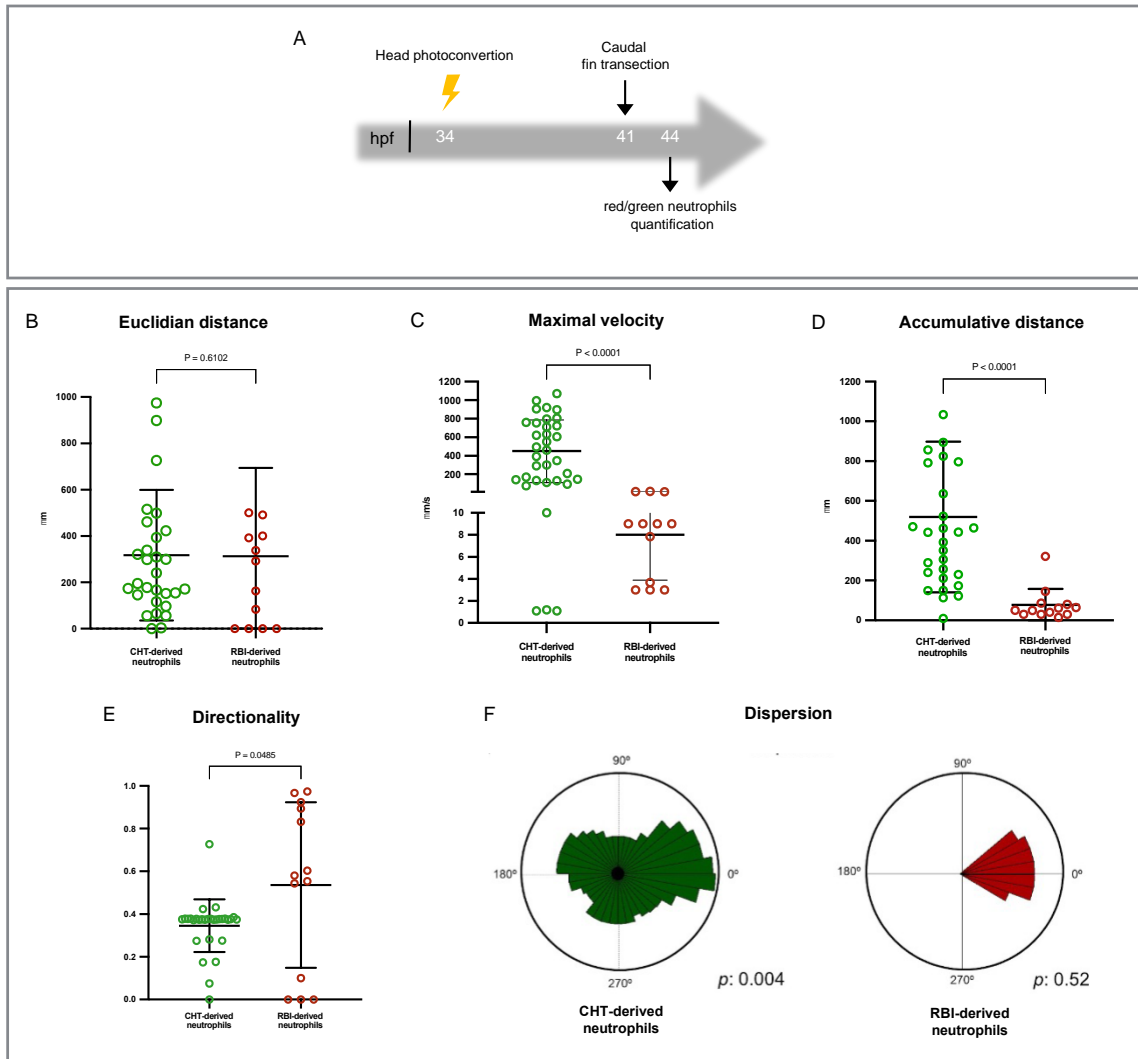 A
Head photoconvertion
Caudal
fin transection
hpf
34
41
44
red/green neutrophils
quantification
B
Euclidian distance
P = 0.6102
1000
800
600
400
200
0
mm
CHT-derived
neutrophils
RBI-derived
neutrophils
C
Maximal velocity
P < 0.0001
1200
1000
800
600
400
200
10
8
6
4
2
0
mm/s
CHT-derived
neutrophils
RBI-derived
neutrophils
D
Accumulative distance
P < 0.0001
1200
1000
800
600
400
200
0
mm
CHT-derived
neutrophils
RBI-derived
neutrophils
E
Directionality
P = 0.0485
1.0
0.8
0.6
0.4
0.2
0.0
CHT-derived
neutrophils
RBI-derived
neutrophils
F
Dispersion
90º
180º
0º
270º
p: 0.004
CHT-derived
neutrophils
90º
180º
0º
270º
p: 0.52
RBI-derived
neutrophils